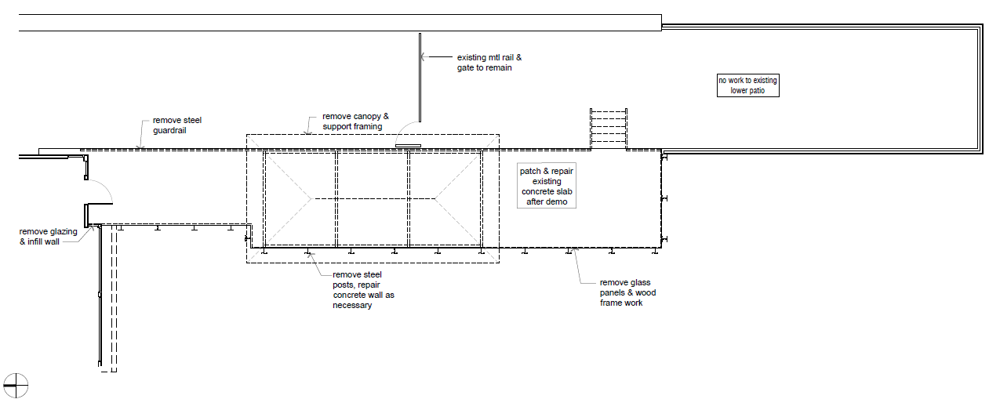 existing mtl rail &
gate to remain
no work to existing
lower patio
remove steel
guardrail
remove canopy &
support framing
patch & repair
existing
concrete slab
after demo
remove glazing
& infill wall
remove steel
posts, repair
concrete wall as
necessary
remove glass
panels & wood
frame work